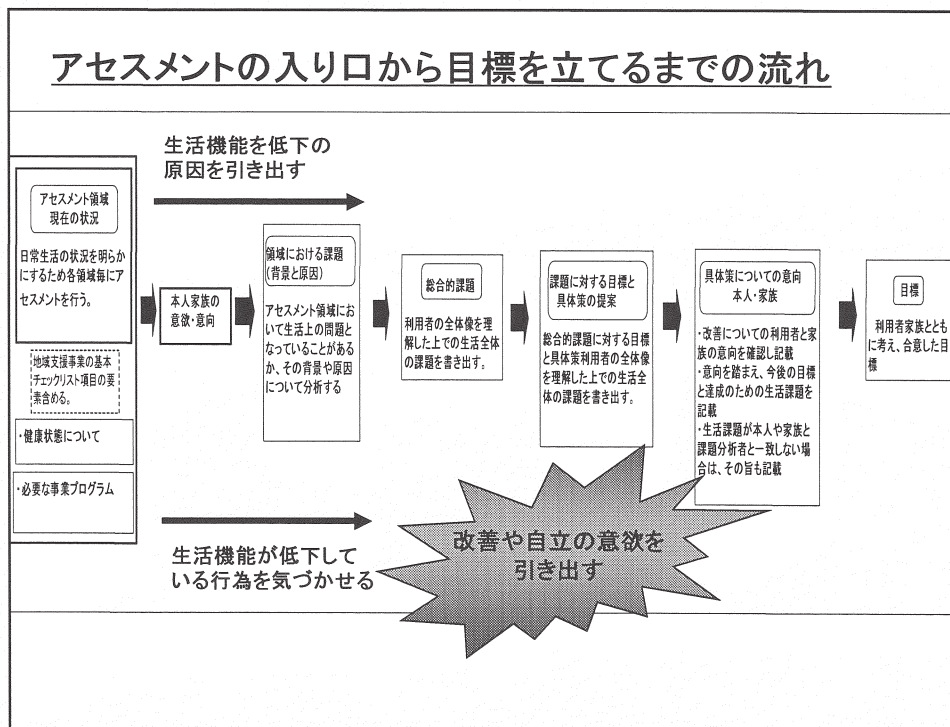 アセスメントの入り口から目標を立てるまでの流れ
生活機能を低下の
原因を引き出す
アセスメント領域
現在の状況
日常生活の状況を明らか
にするため各領域毎にア
セスメントを行う。
地域支援事業の基本
チェックリスト項目の要
素含める。
・健康状態について
・必要な事業プログラム
本人家族の
意欲・意向
領域における課題
(背景と原因)
アセスメント領域にお
いて生活上の問題と
なっていることがある
か、その背景や原因
について分析する
総合的課題
利用者の全体像を理
解した上での生活全体
の課題を書き出す。
課題に対する目標と
具体策の提案
総合的課題に対する目標
と具体策利用者の全体像
を理解した上での生活全
体の課題を書き出す。
具体策についての意向
本人・家族
・改善についての利用者と家
族の意向を確認し記載
・意向を踏まえ、今後の目標
と達成のための生活課題を
記載
・生活課題が本人や家族と
課題分析者と一致しない場
合は、その旨も記載
目標
利用者家族ととも
に考え、合意した目
標
生活機能が低下して
いる行為を気づかせる
改善や自立の意欲を
引き出す